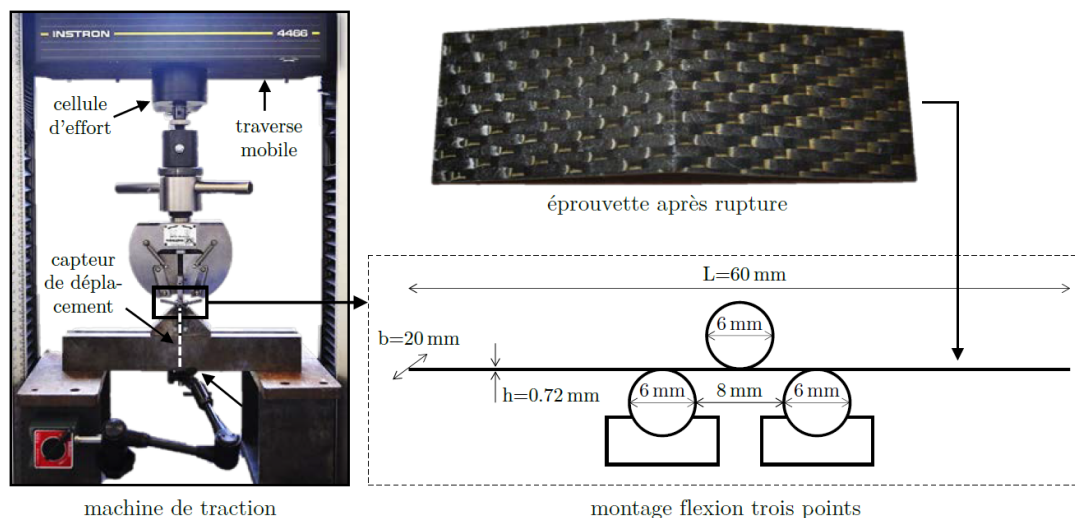 INSTRON
4466
cellule
d'effort
traverse
mobile
capteur
de dépla-
cement
machine de traction
éprouvette après rupture
L=60 mm
6 mm
b=20 mm
h=0.72 mm
6 mm
8 mm
6 mm
montage flexion trois points